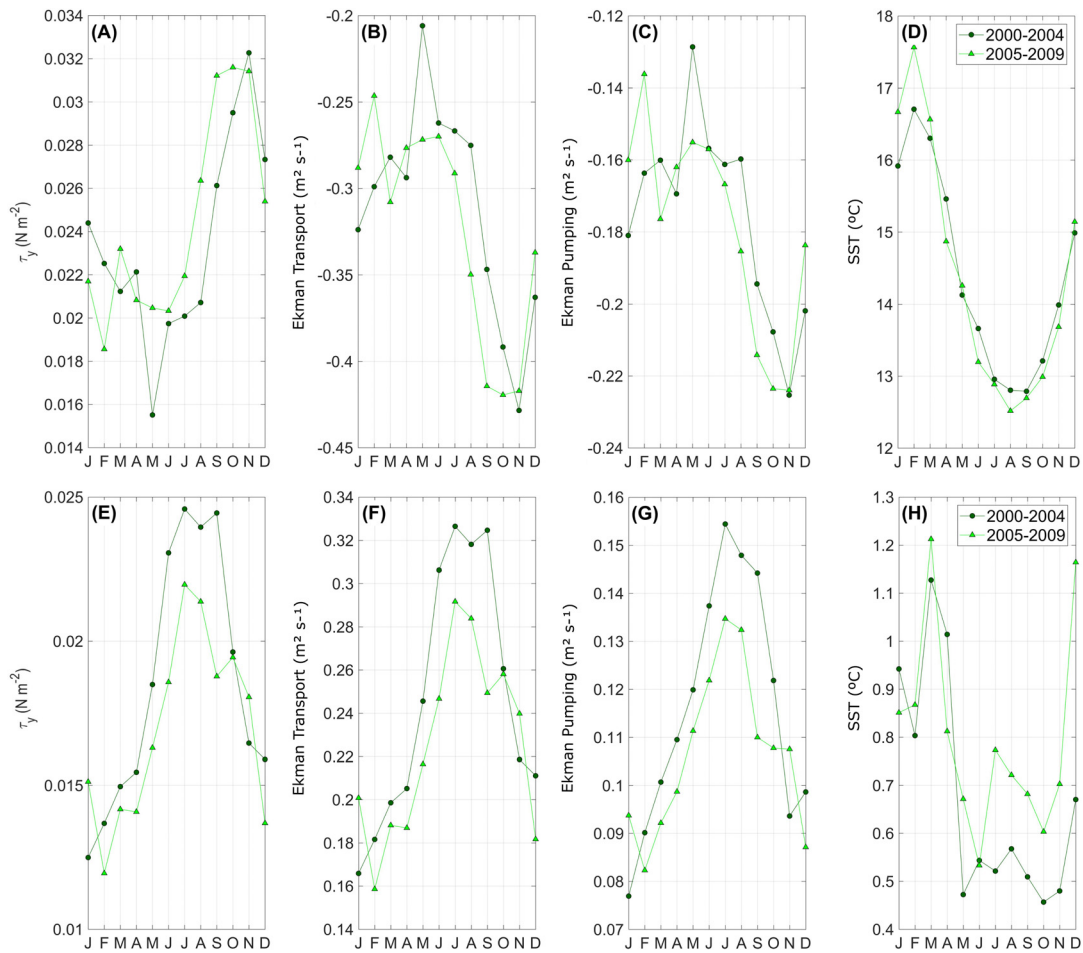 (A)
0.034
0.032
0.03
0.028
0.026
0.024
0.022
0.02
0.018
0.016
0.014
τy (N m-2)
J F M A M J J A S O N D
(B)
-0.2
-0.25
-0.3
-0.35
-0.4
-0.45
Ekman Transport (m² s-¹)
J F M A M J J A S O N D
(C)
-0.12
-0.14
-0.16
-0.18
-0.2
-0.22
-0.24
Ekman Pumping (m² s-¹)
J F M A M J J A S O N D
(D)
2000-2004
2005-2009
18
17
16
15
14
13
12
SST (ºC)
J F M A M J J A S O N D
(E)
0.025
0.02
0.015
0.01
τy (N m-2)
J F M A M J J A S O N D
(F)
0.34
0.32
0.3
0.28
0.26
0.24
0.22
0.2
0.18
0.16
0.14
Ekman Transport (m² s-¹)
J F M A M J J A S O N D
(G)
0.16
0.15
0.14
0.13
0.12
0.11
0.1
0.09
0.08
0.07
Ekman Pumping (m² s-¹)
J F M A M J J A S O N D
(H)
2000-2004
2005-2009
1.3
1.2
1.1
1
0.9
0.8
0.7
0.6
0.5
0.4
SST (ºC)
J F M A M J J A S O N D